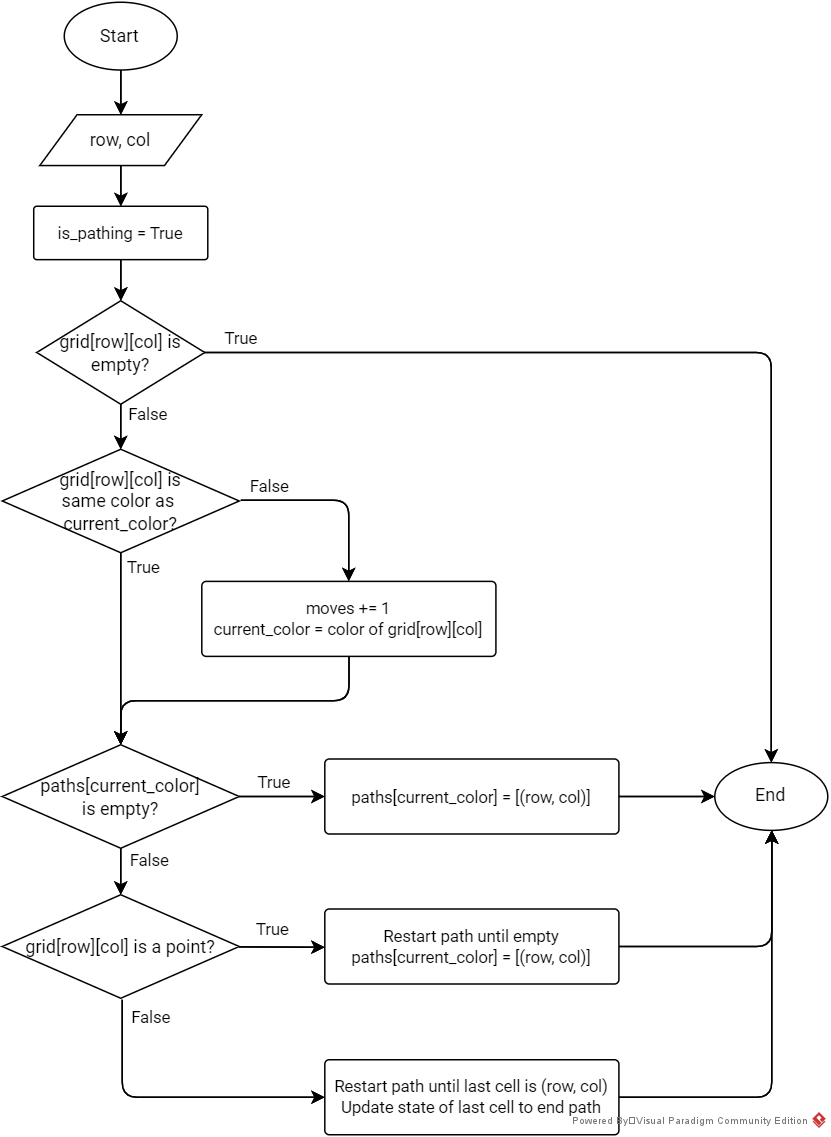 Start
row, col
is_pathing = True
grid[row][col] is
empty?
True
False
grid[row][col] is
same color as
current_color?
False
True
moves += 1
current_color = color of grid[row][col]
paths[current_color]
is empty?
True
paths[current_color] = [(row, col)]
End
False
grid[row][col] is a point?
True
Restart path until empty
paths[current_color] = [(row, col)]
False
Restart path until last cell is (row, col)
Update state of last cell to end path
Powered By□Visual Paradigm Community Edition